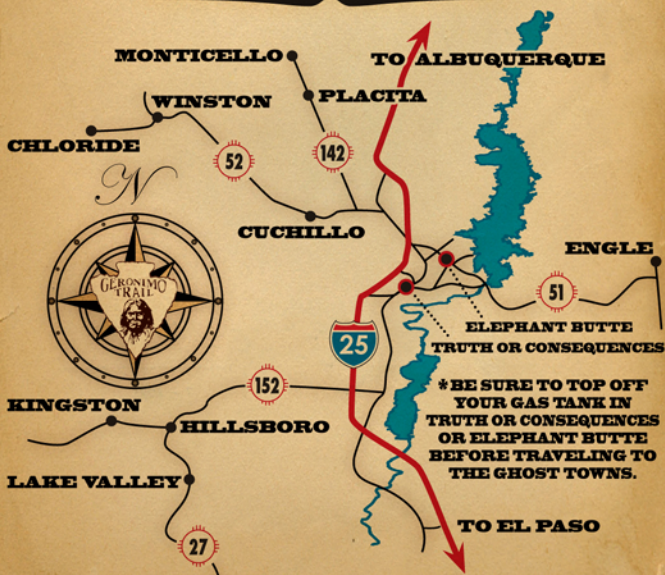 MONTICELLO
TO ALBUQUERQUE
PLACITA
WINSTON
CHLORIDE
52
142
N
CUCHILLO
ENGLE
GERONIMO
TRAIL
51
ELEPHANT BUTTE
TRUTH OR CONSEQUENCES
25
152
KINGSTON
HILLSBORO
*BE SURE TO TOP OFF
YOUR GAS TANK IN
TRUTH OR CONSEQUENCES
OR ELEPHANT BUTTE
BEFORE TRAVELING TO
THE GHOST TOWNS.
LAKE VALLEY
TO EL PASO
27